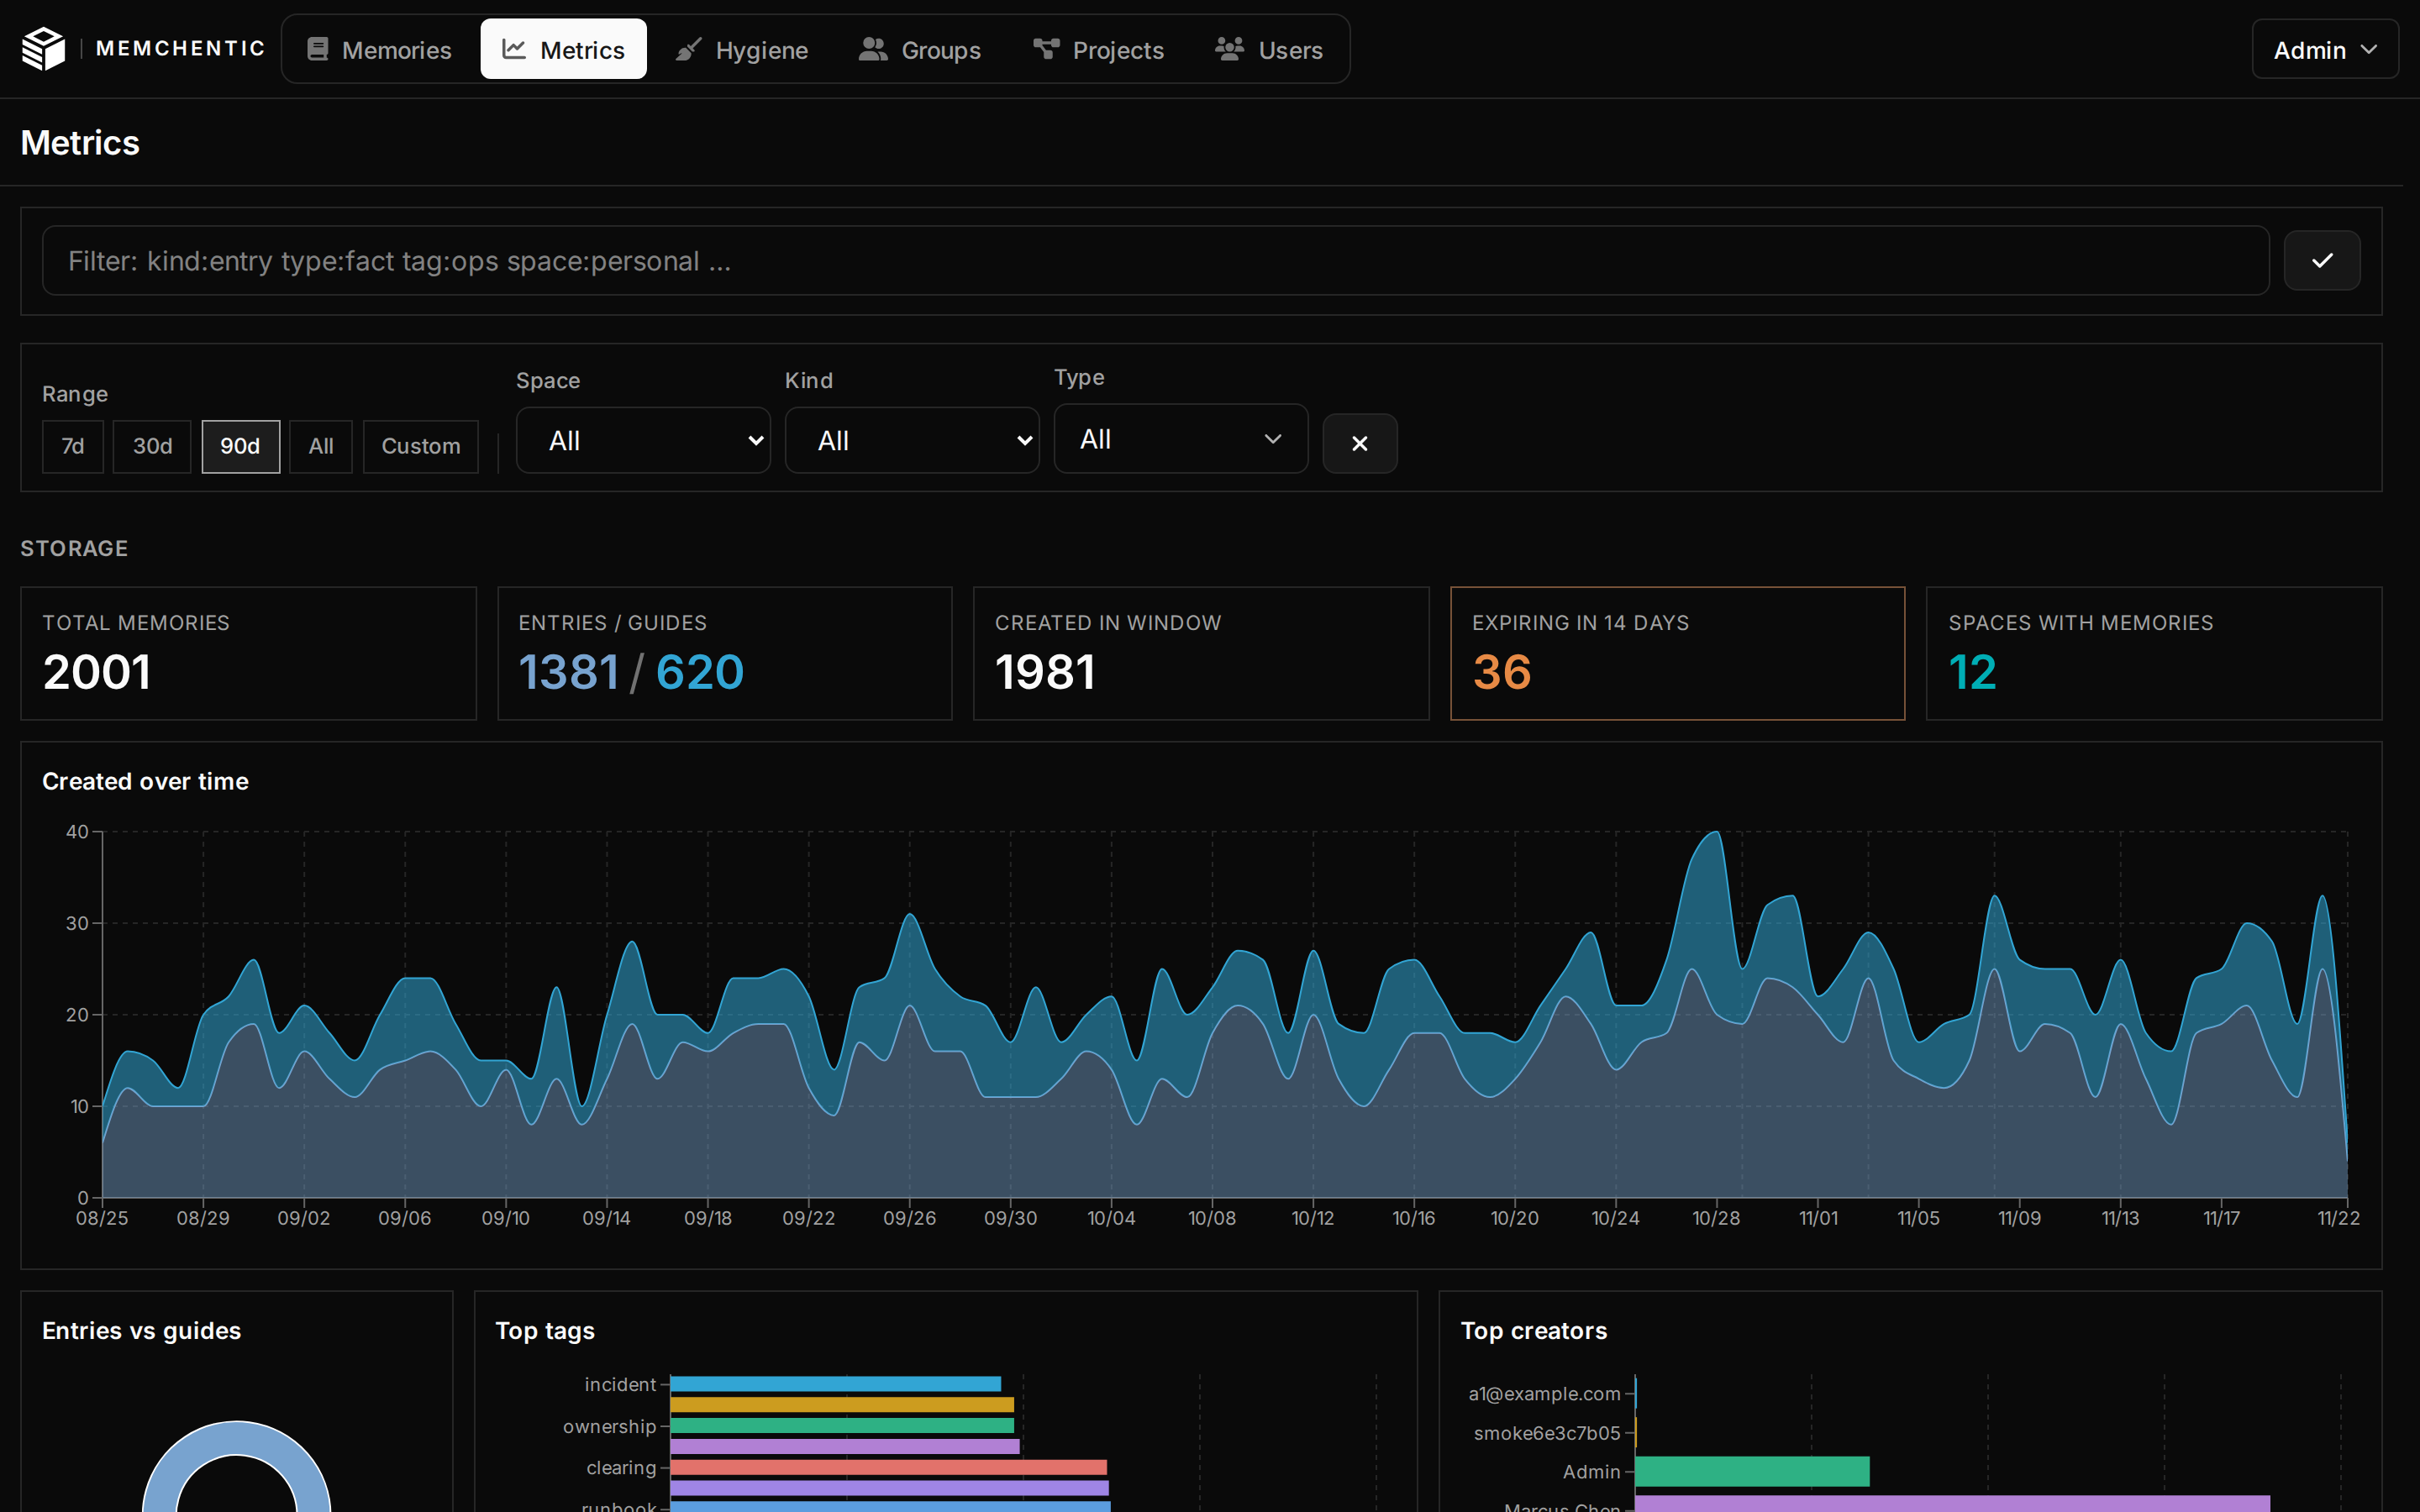 MEMCHENTIC Memories Metrics Hygiene Groups Projects Users Admin
Metrics
Filter: kind:entry type:fact tag:ops space:personal ...
Range Space Kind Type
7d 30d 90d All Custom All All All
STORAGE
TOTAL MEMORIES ENTRIES / GUIDES CREATED IN WINDOW EXPIRING IN 14 DAYS SPACES WITH MEMORIES
2001 1381 / 620 1981 36 12
Created over time
40
30
20
10
0
08/25 08/29 09/02 09/06 09/10 09/14 09/18 09/22 09/26 09/30 10/04 10/08 10/12 10/16 10/20 10/24 10/28 11/01 11/05 11/09 11/13 11/17 11/22
Entries vs guides Top tags Top creators
incident
ownership
clearing
runbook
a1@example.com
smoke6e3c7b05
Admin
Marcus Chen